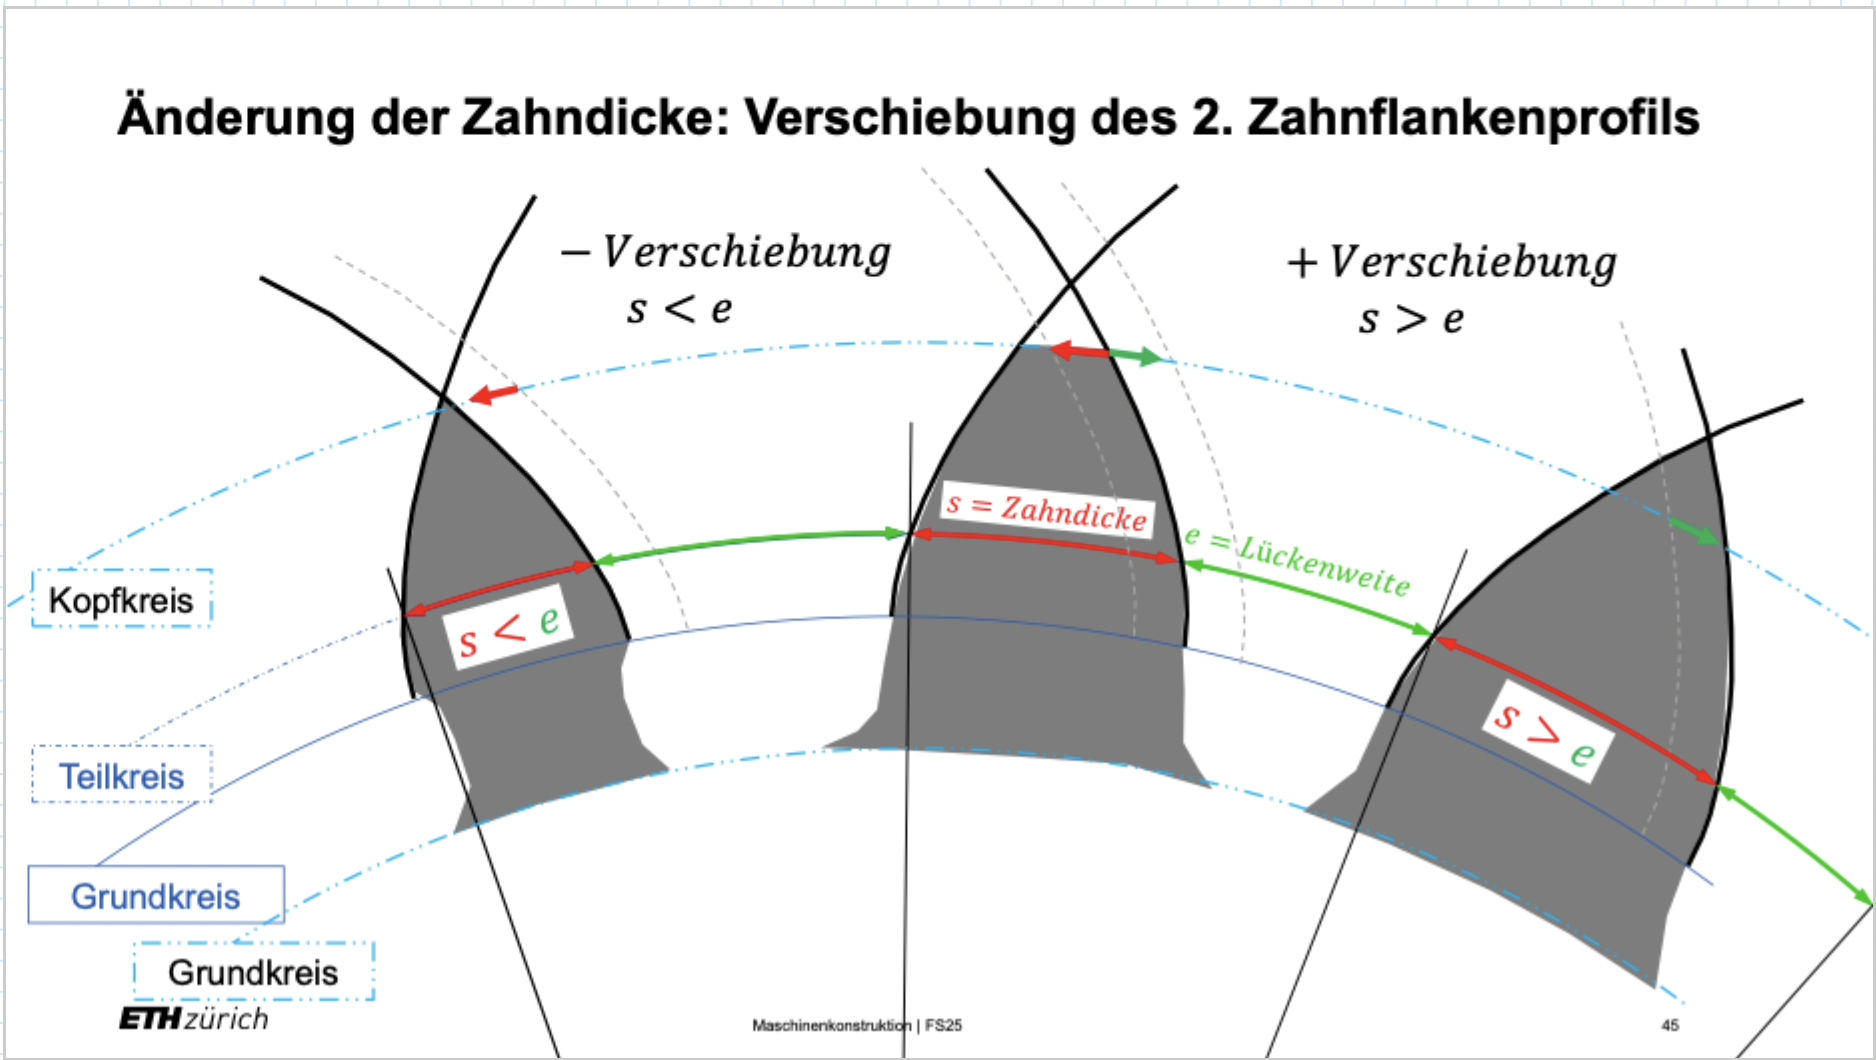 Änderung der Zahndicke: Verschiebung des 2. Zahnflankenprofils
− Verschiebung
s < e
+ Verschiebung
s > e
s = Zahndicke
e = Lückenweite
Kopfkreis
s < e
s > e
Teilkreis
Grundkreis
Grundkreis
ETH zürich
Maschinenkonstruktion | FS25
45